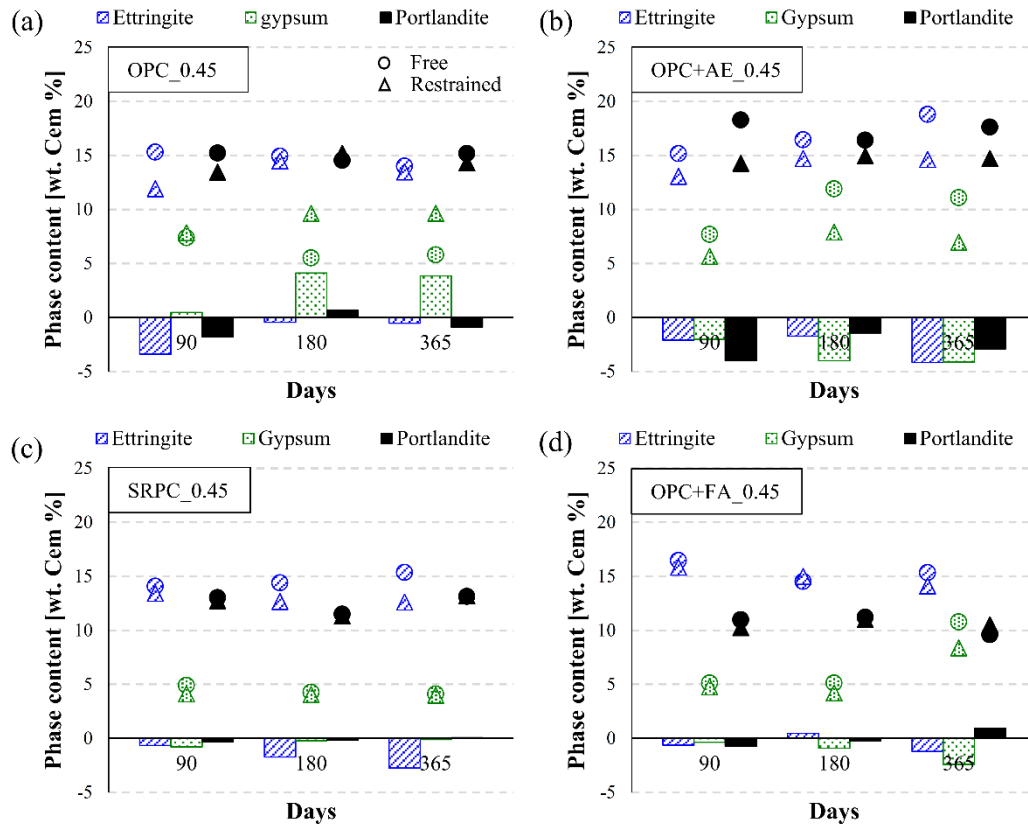 (a)
Ettringite gypsum Portlandite
OPC_0.45
Free
Restrained
Phase content [wt. Cem %]
25
20
15
10
5
0
-5
90 180 365
Days
(b)
Ettringite Gypsum Portlandite
OPC+AE_0.45
Phase content [wt. Cem %]
25
20
15
10
5
0
-5
90 180 365
Days
(c)
Ettringite Gypsum Portlandite
SRPC_0.45
Phase content [wt. Cem %]
25
20
15
10
5
0
-5
90 180 365
Days
(d)
Ettringite Gypsum Portlandite
OPC+FA_0.45
Phase content [wt. Cem %]
25
20
15
10
5
0
-5
90 180 365
Days